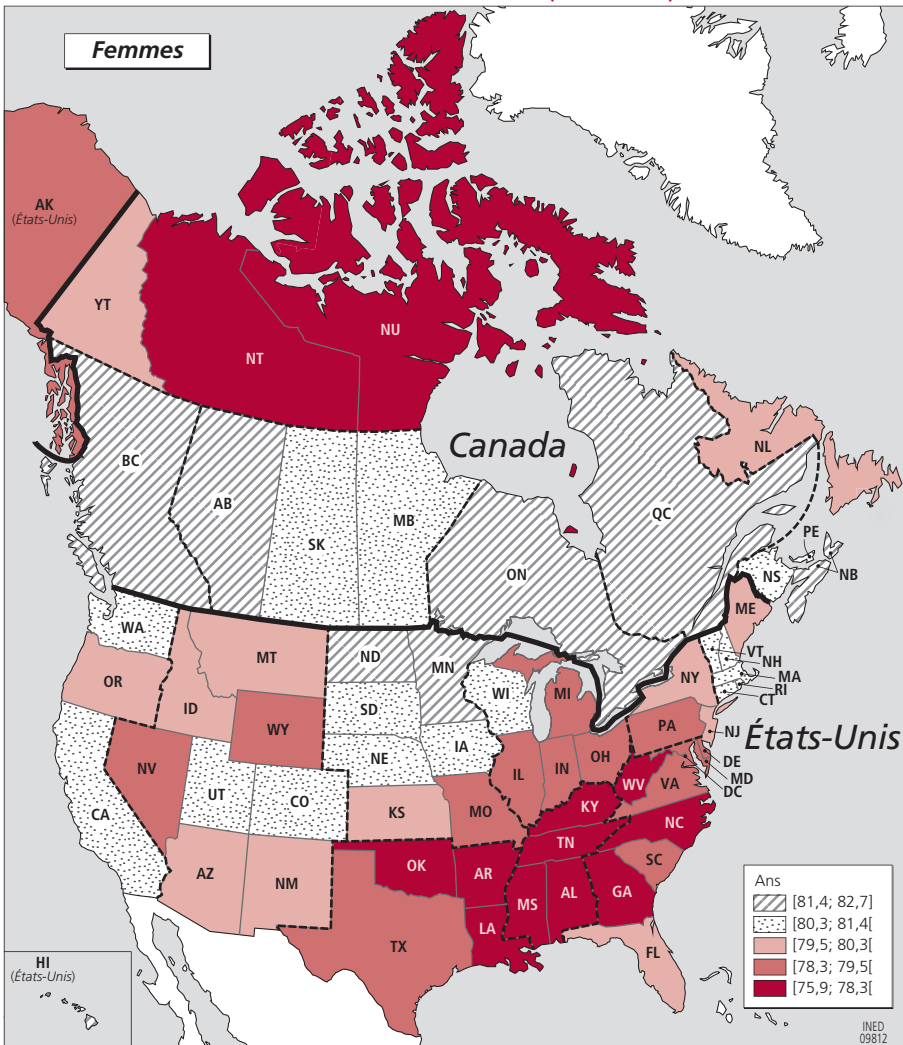 Femmes
AK
(États-Unis)
YT
NT
NU
Canada
BC
AB
SK
MB
ON
QC
NL
PE
NB
NS
WA
OR
ID
MT
WY
ND
MN
SD
WI
NE
IA
MI
ME
VT
NH
MA
RI
CT
NY
NJ
États-Unis
PA
DE
MD
DC
NV
UT
CO
CA
KS
MO
IL
IN
OH
WV
VA
KY
NC
TN
SC
AZ
NM
OK
AR
TX
LA
MS
AL
GA
FL
HI
(États-Unis)
Ans
[81,4; 82,7]
[80,3; 81,4[
[79,5; 80,3[
[78,3; 79,5[
[75,9; 78,3[
INED
09812